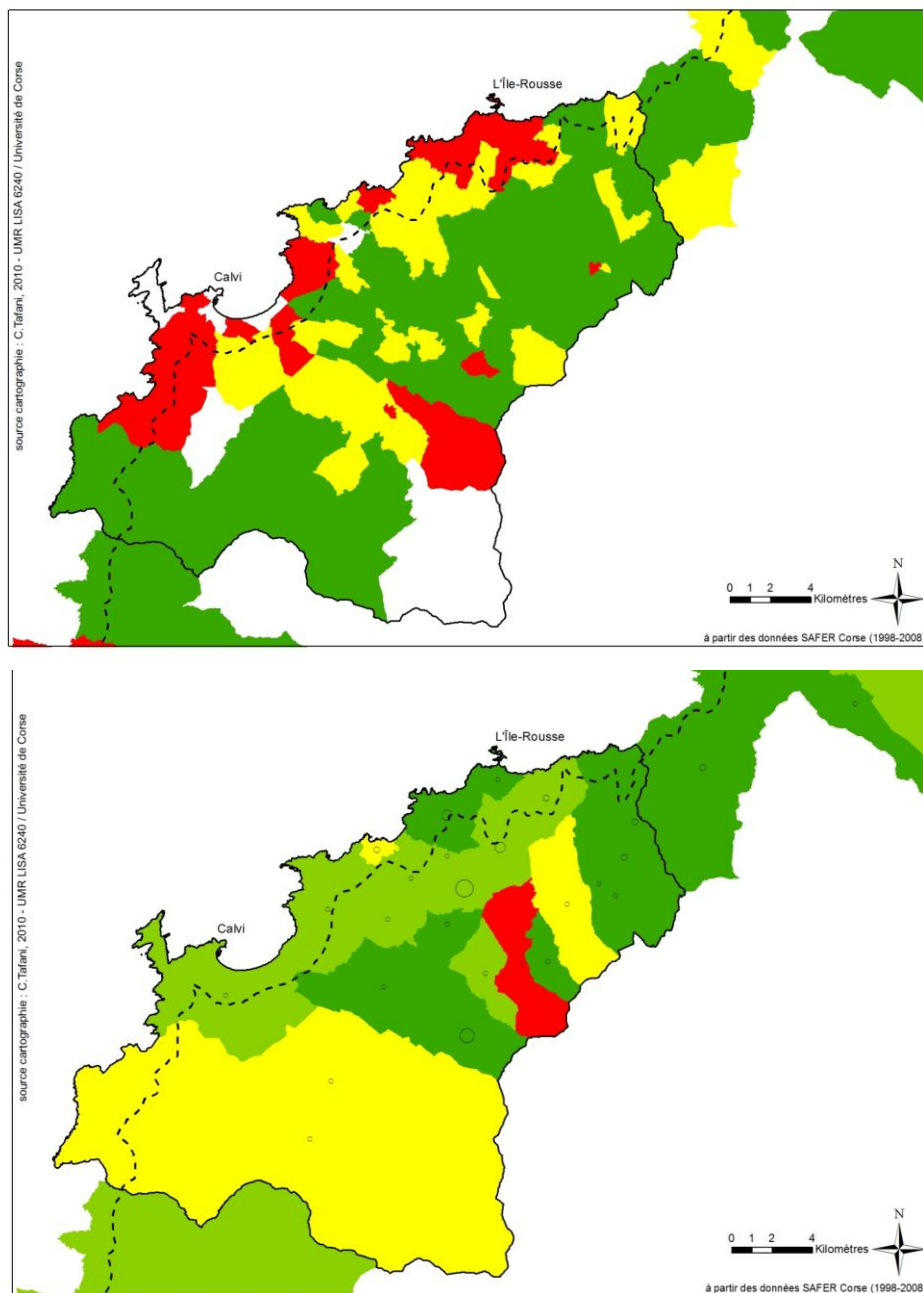 source cartographie : C.Tafani, 2010 - UMR LISA 6240 / Université de Corse
L'Île-Rousse
Calvi
N
0 1 2 4
Kilomètres
à partir des données SAFER Corse (1998-2008)
source cartographie : C.Tafani, 2010 - UMR LISA 6240 / Université de Corse
L'Île-Rousse
Calvi
N
0 1 2 4
Kilomètres
à partir des données SAFER Corse (1998-2008)